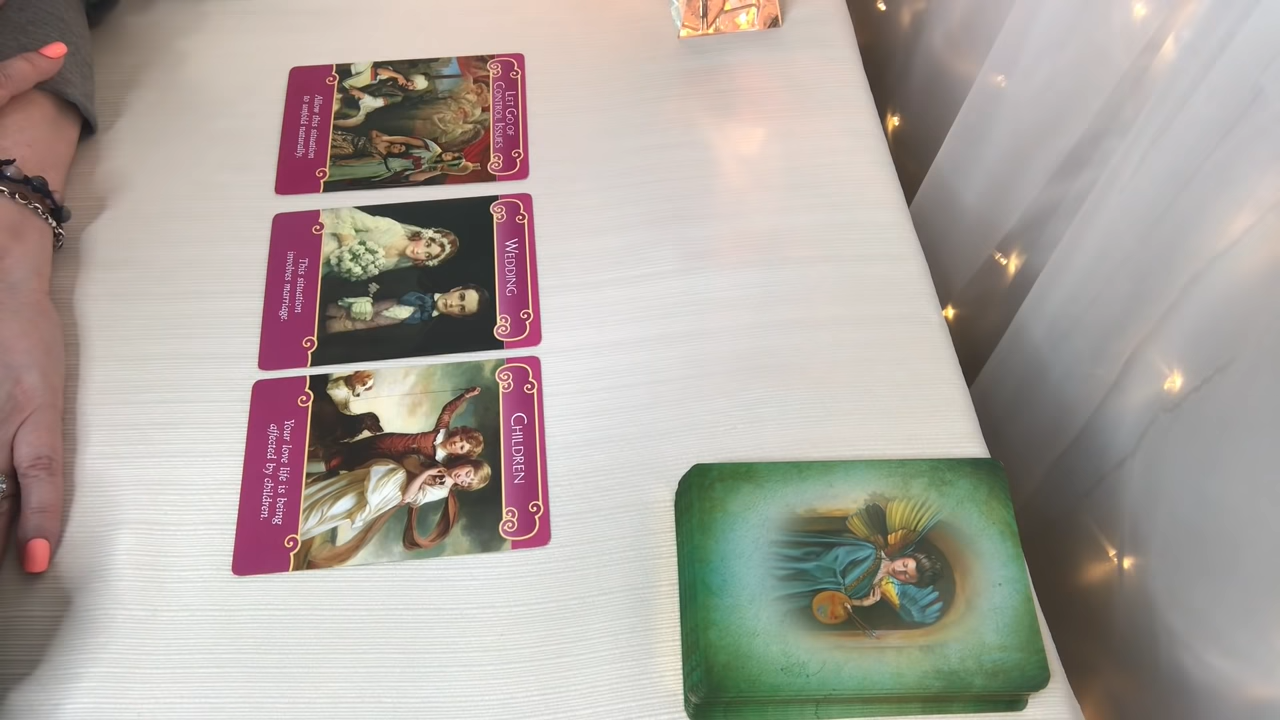 LET GO OF
CONTROL ISSUES
Allow this situation
to unfold naturally.
WEDDING
This situation
involves marriage.
CHILDREN
Your love life is being
affected by children.